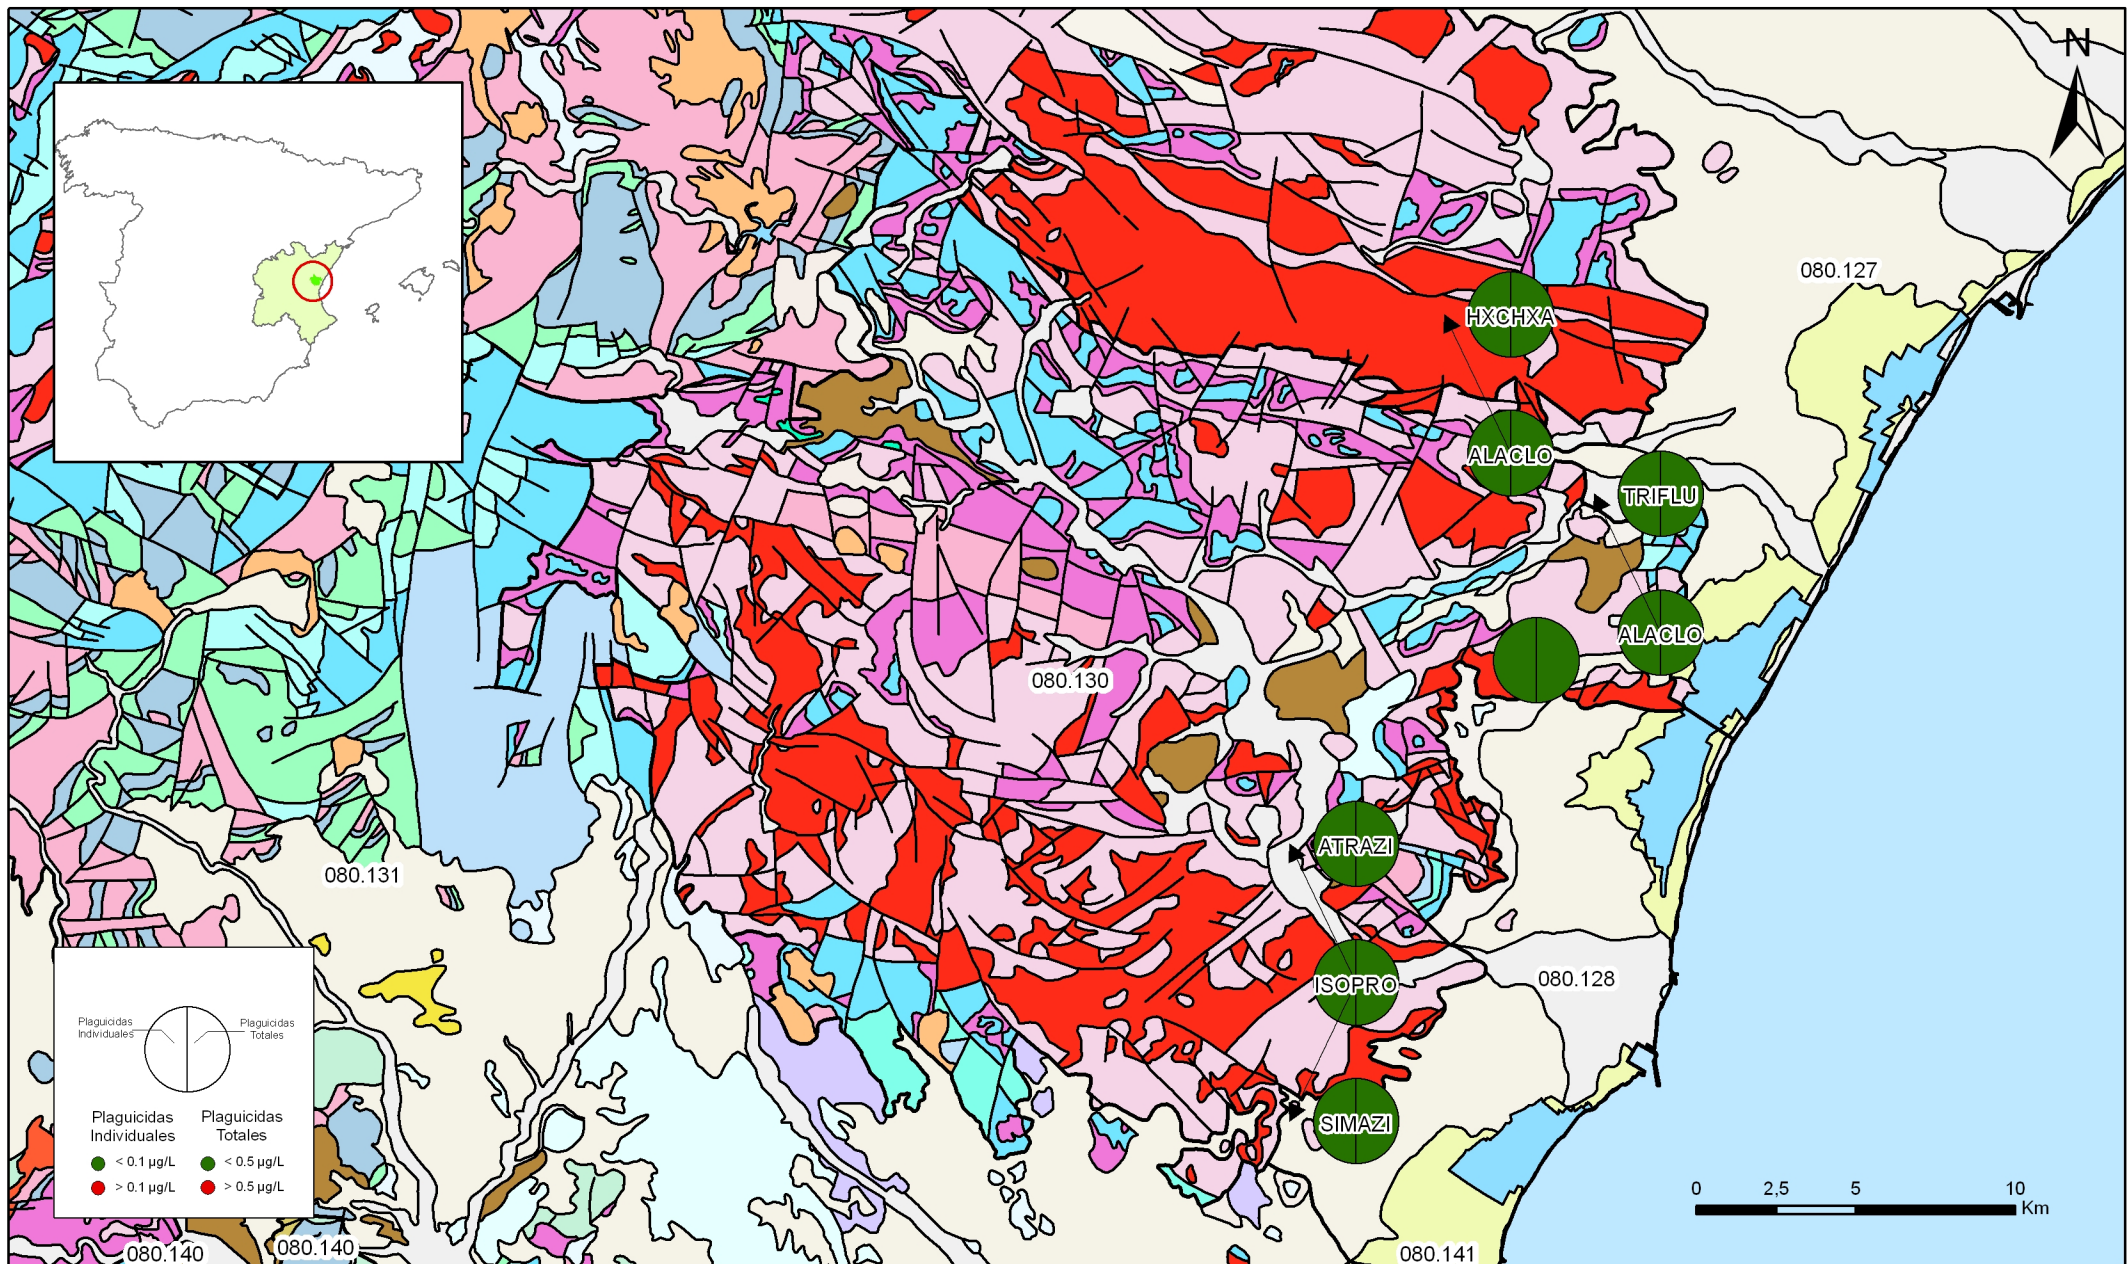 N
080.127
HXCHXA
ALACLO
TRIFLU
ALACLO
080.130
ATRAZI
080.131
ISOPRO
080.128
SIMAZI
Plaguicidas
Individuales
Plaguicidas
Totales
Plaguicidas
Individuales
Plaguicidas
Totales
< 0.1 µg/L
< 0.5 µg/L
> 0.1 µg/L
> 0.5 µg/L
0 2,5 5 10
Km
080.140
080.140
080.141